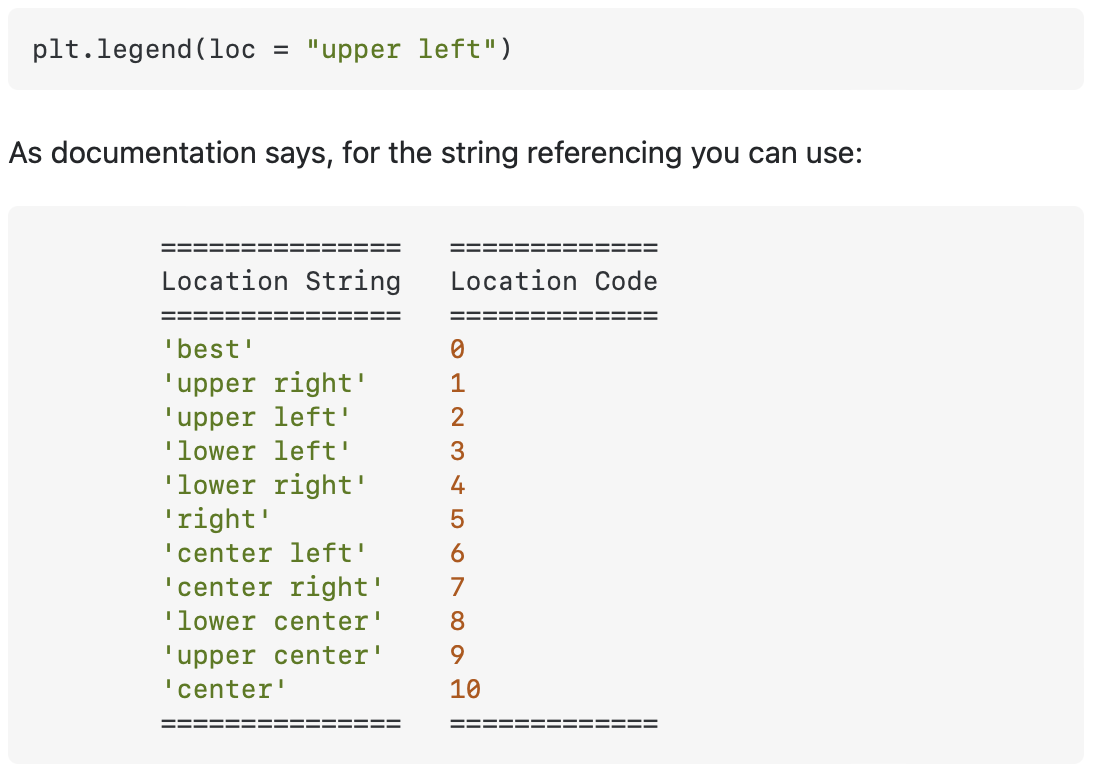 plt.legend(loc = "upper left")
As documentation says, for the string referencing you can use:
===============   =============
Location String   Location Code
===============   =============
'best'            0
'upper right'     1
'upper left'      2
'lower left'      3
'lower right'     4
'right'           5
'center left'     6
'center right'    7
'lower center'    8
'upper center'    9
'center'          10
===============   =============